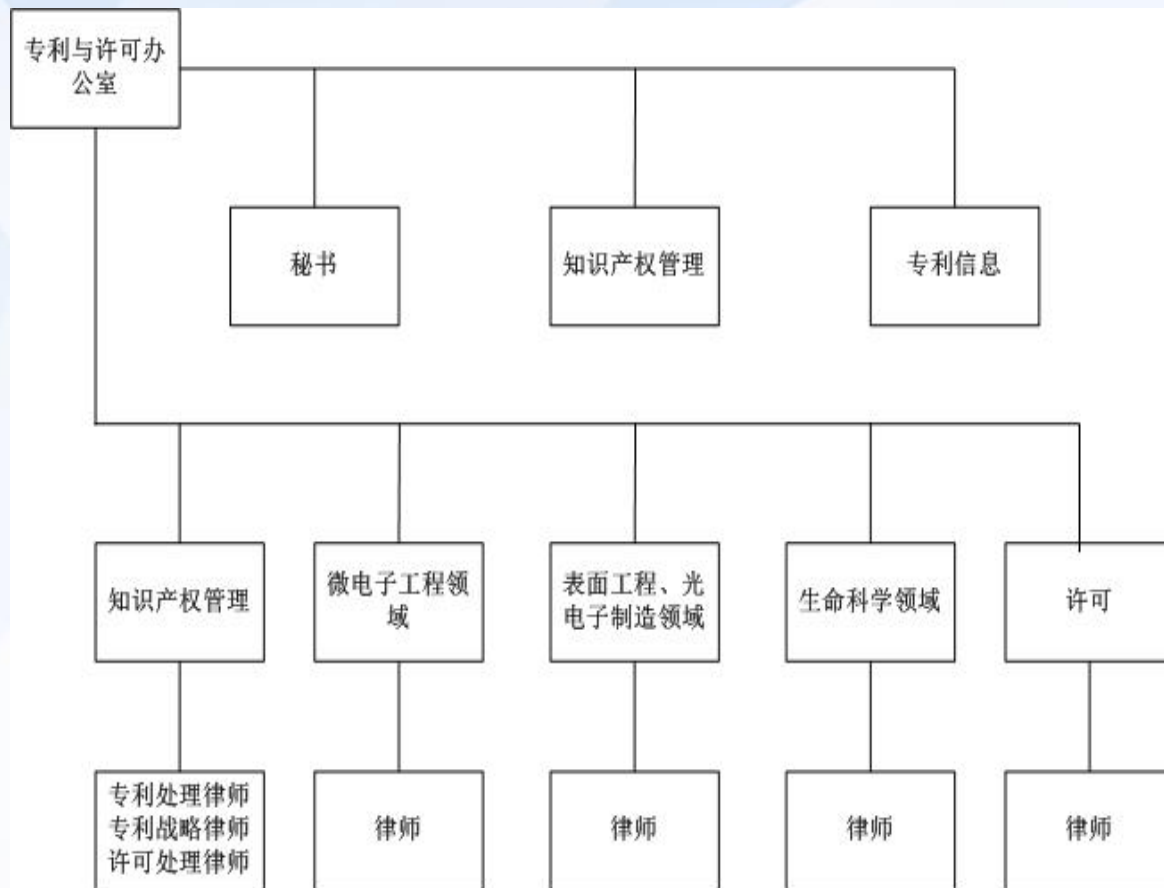 专利与许可办
公室
秘书
知识产权管理
专利信息
知识产权管理
微电子工程领
域
表面工程、光
电子制造领域
生命科学领域
许可
专利处理律师
专利战略律师
许可处理律师
律师
律师
律师
律师